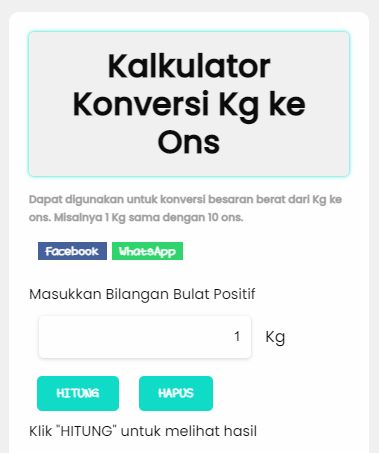 Kalkulator
Konversi Kg ke
Ons
Dapat digunakan untuk konversi besaran berat dari Kg ke
ons. Misalnya 1 Kg sama dengan 10 ons.
Facebook WhatsApp
Masukkan Bilangan Bulat Positif
1 Kg
HITUNG HAPUS
Klik "HITUNG" untuk melihat hasil